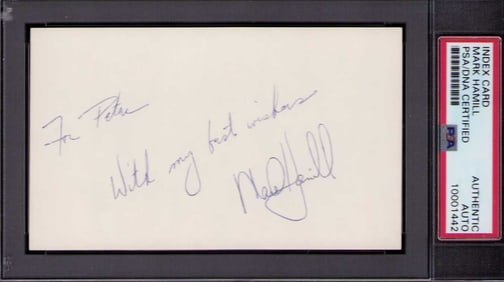 For Peter
With my best wishes
Mark Hamill
INDEX CARD
MARK HAMILL
PSA/DNA CERTIFIED
PSA
AUTHENTIC
AUTO
10001442